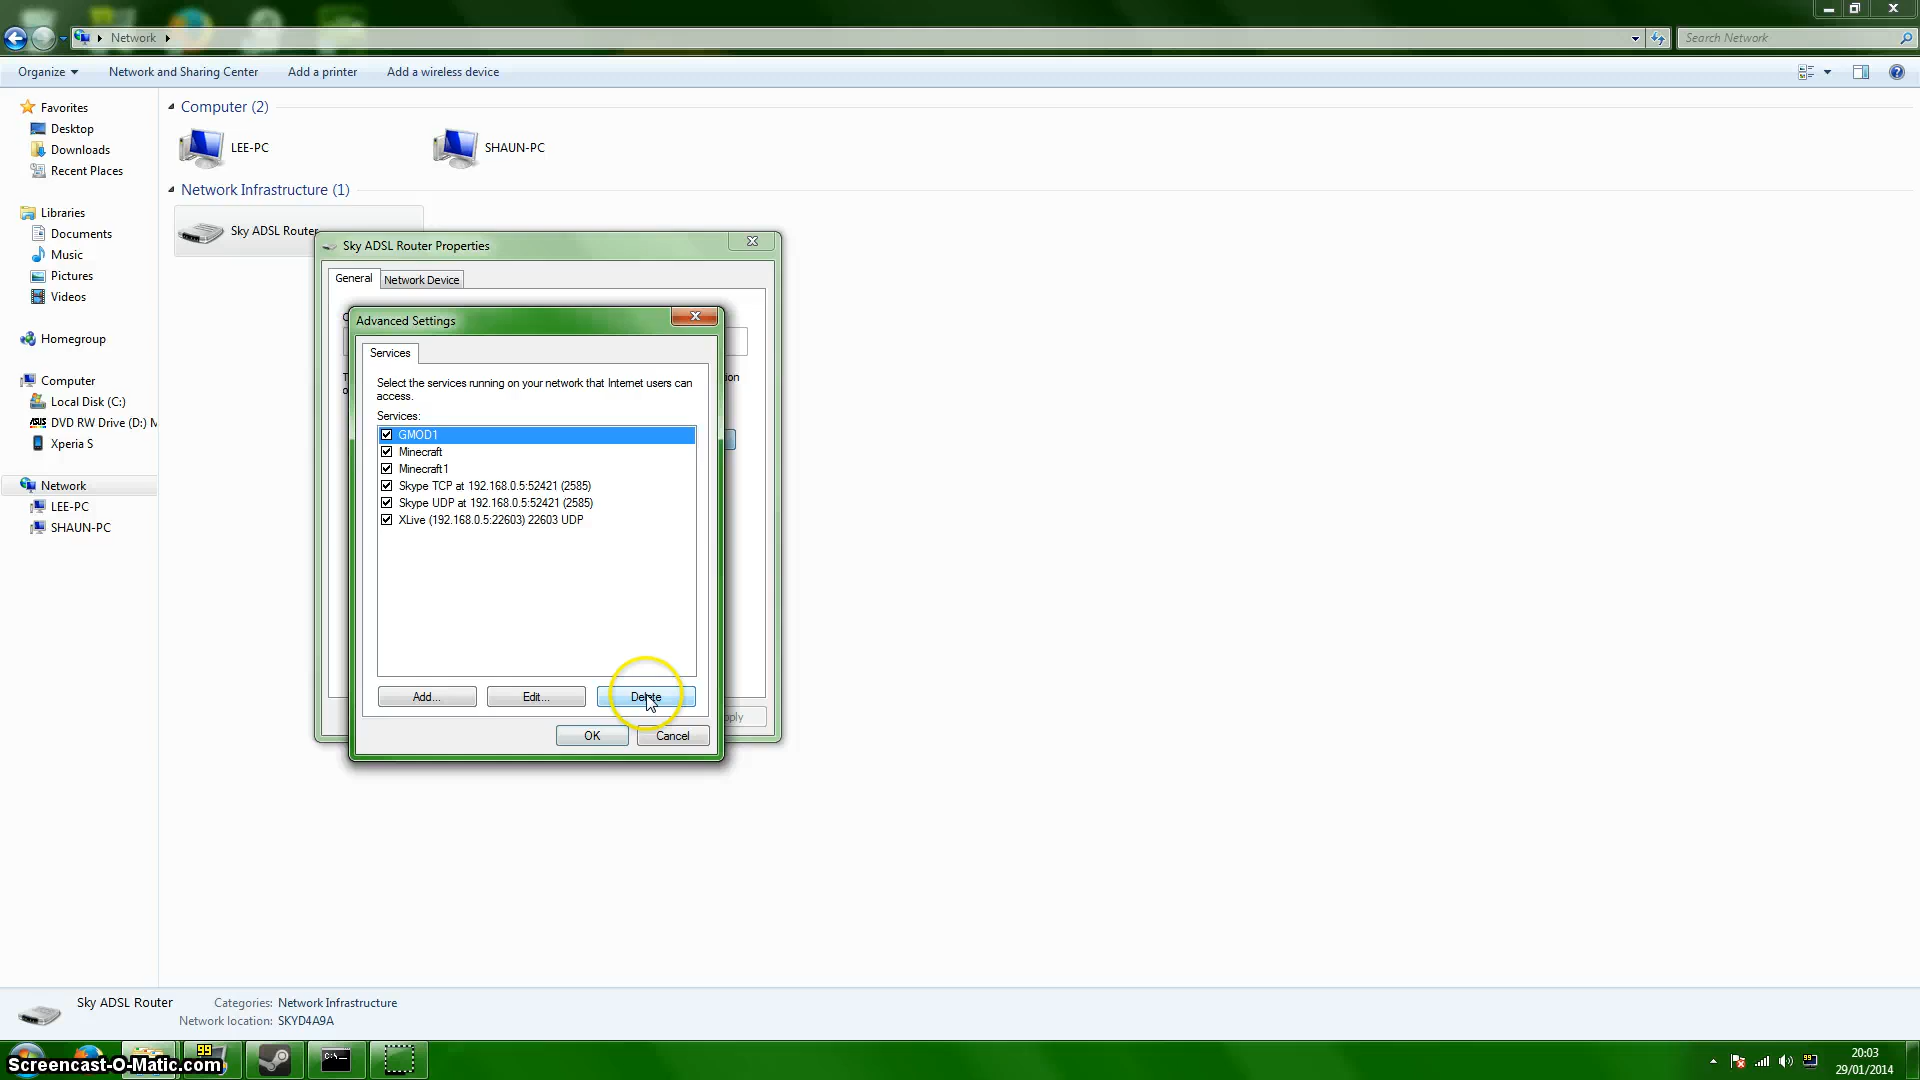 Network
Search Network
Organize
Network and Sharing Center
Add a printer
Add a wireless device
Favorites
Desktop
Downloads
Recent Places
Libraries
Documents
Music
Pictures
Videos
Homegroup
Computer
Local Disk (C:)
DVD RW Drive (D:) M
Xperia S
Network
LEE-PC
SHAUN-PC
Computer (2)
LEE-PC
SHAUN-PC
Network Infrastructure (1)
Sky ADSL Router
Sky ADSL Router Properties
General
Network Device
Advanced Settings
Services
Select the services running on your network that Internet users can
access.
Services:
GMOD1
Minecraft
Minecraft1
Skype TCP at 192.168.0.5:52421 (2585)
Skype UDP at 192.168.0.5:52421 (2585)
XLive (192.168.0.5:22603) 22603 UDP
Add...
Edit...
Delete
OK
Cancel
Sky ADSL Router
Categories: Network Infrastructure
Network location: SKYD4A9A
99
C:\
Screencast-O-Matic.com
20:03
29/01/2014